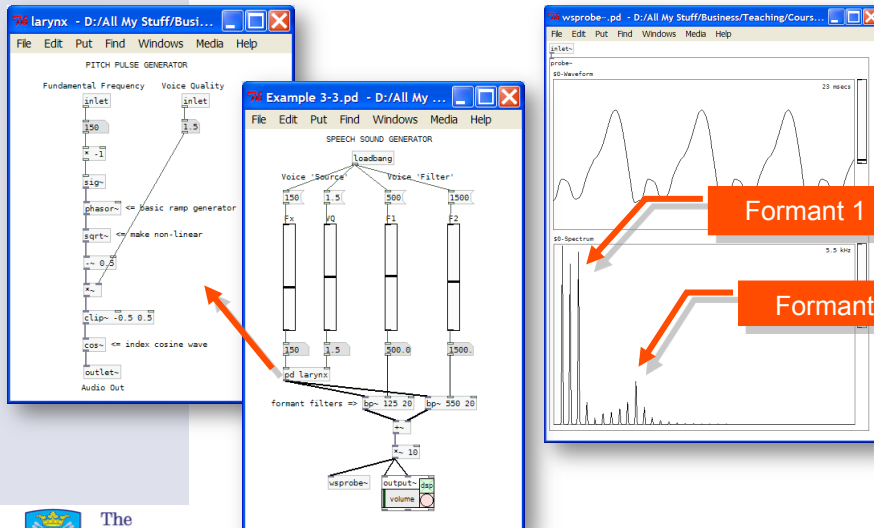 larynx - D:/All My Stuff/Busi...
File Edit Put Find Windows Media Help
PITCH PULSE GENERATOR
Fundamental Frequency Voice Quality
inlet inlet
150 1.5
* -1
sig~
phasor~ <= basic ramp generator
sqrt~ <= make non-linear
-~ 0.5
*~
clip~ -0.5 0.5
cos~ <= index cosine wave
outlet~
Audio Out
Example 3-3.pd - D:/All My ...
File Edit Put Find Windows Media Help
SPEECH SOUND GENERATOR
loadbang
Voice 'Source' Voice 'Filter'
150 1.5 500 1500
Fx VQ F1 F2
150 1.5 500.0 1500.
pd larynx
formant filters => bp~ 125 20 bp~ 550 20
+~
*~ 10
wsprobe~ output~ dsp
volume
wsprobe~.pd - D:/All My Stuff/Business/Teaching/Cours...
File Edit Put Find Windows Media Help
inlet~
probe~
$0-Waveform
23 msecs
Formant 1
$0-Spectrum
5.5 kHz
Formant
The